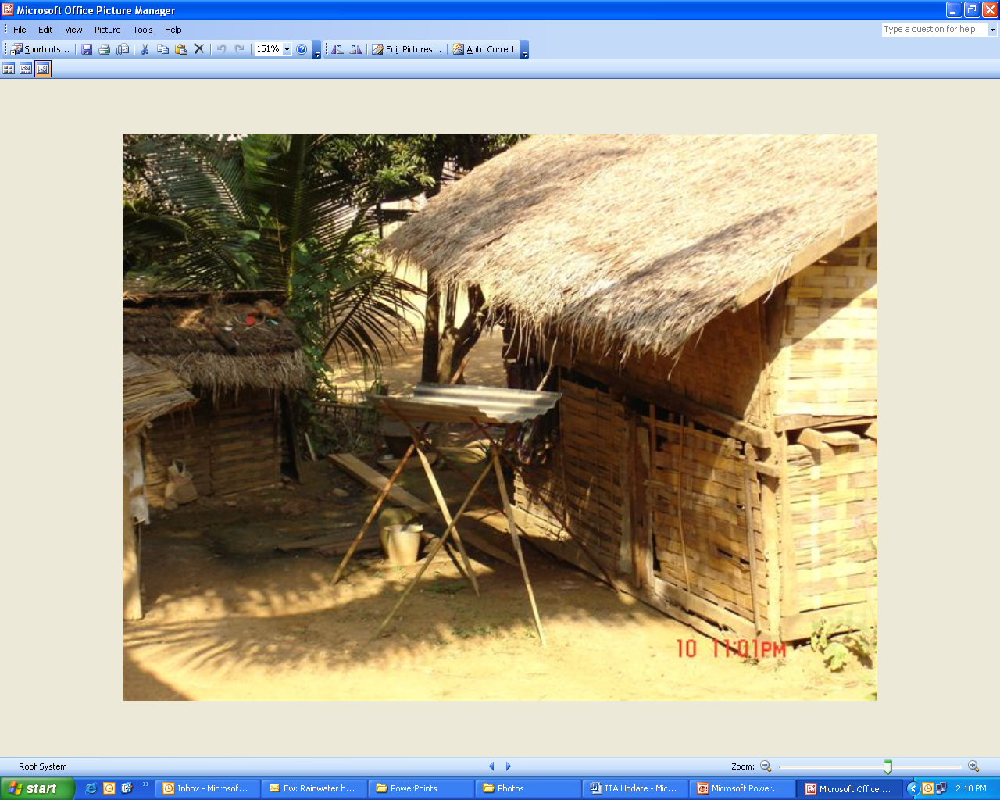 Microsoft Office Picture Manager
File Edit View Picture Tools Help
Type a question for help
Shortcuts... 151% Edit Pictures... Auto Correct
10 11:01PM
Roof System
Zoom:
start
Inbox - Microsof... Fw: Rainwater h... PowerPoints Photos ITA Update - Mic... Microsoft Power... Microsoft Office ... 2:10 PM